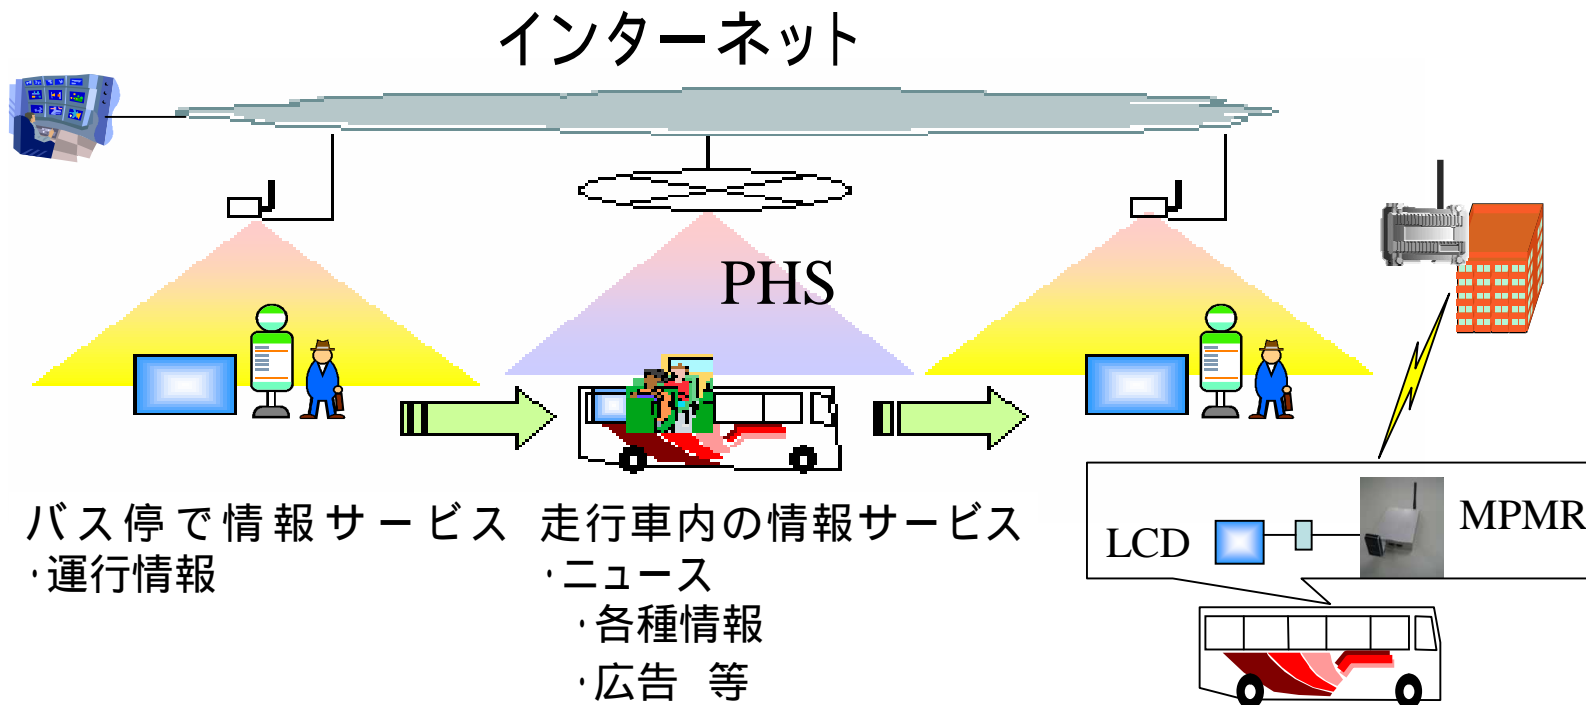 インターネット
PHS
バス停で情報サービス
・運行情報
走行車内の情報サービス
・ニュース
・各種情報
・広告 等
LCD
MPMR